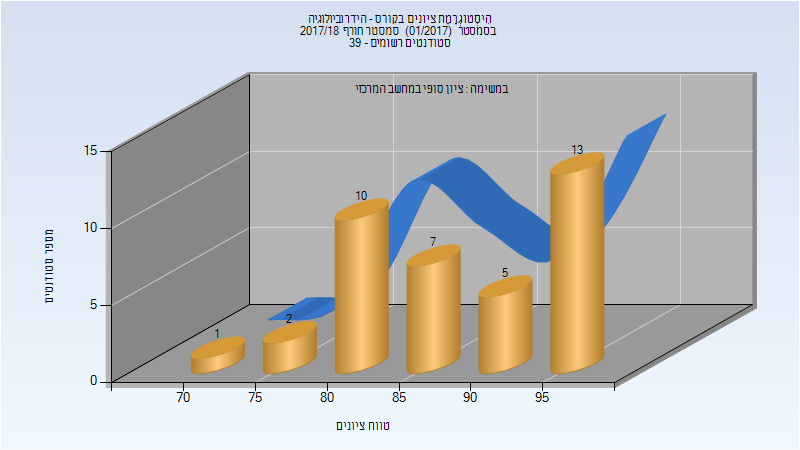 היסטוגרמת ציונים בקורס - הידרוביולוגיה
בסמסטר (01/2017) סמסטר חורף 2017/18
סטודנטים רשומים - 39
במשימה : ציון סופי במחשב המרכזי
מספר סטודנטים
15
10
5
0
1
2
10
7
5
13
70
75
80
85
90
95
טווח ציונים